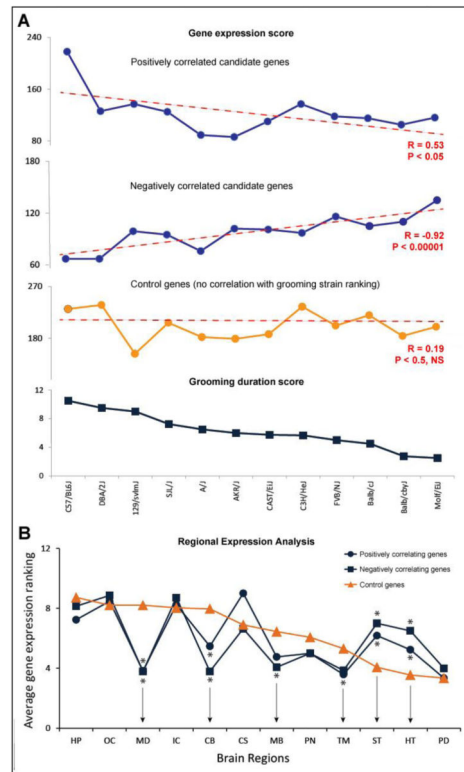 A
Gene expression score
240
Positively correlated candidate genes
160
80
R = 0.53
P < 0.05
180
Negatively correlated candidate genes
120
60
R = -0.92
P < 0.00001
270
Control genes (no correlation with grooming strain ranking)
180
R = 0.19
P < 0.5, NS
Grooming duration score
12
8
4
0
C57/BL6J
DBA/2J
129/svImJ
SJL/J
A/J
AKR/J
CAST/EiJ
C3H/HeJ
FVB/NJ
Balb/cJ
Balb/cbyJ
Molf/EiJ
B
Regional Expression Analysis
Positively correlating genes
Negatively correlating genes
Control genes
Average gene expression ranking
12
8
4
0
* * * * * * * * * * * *
HP OC MD IC CB CS MB PN TM ST HT PD
Brain Regions